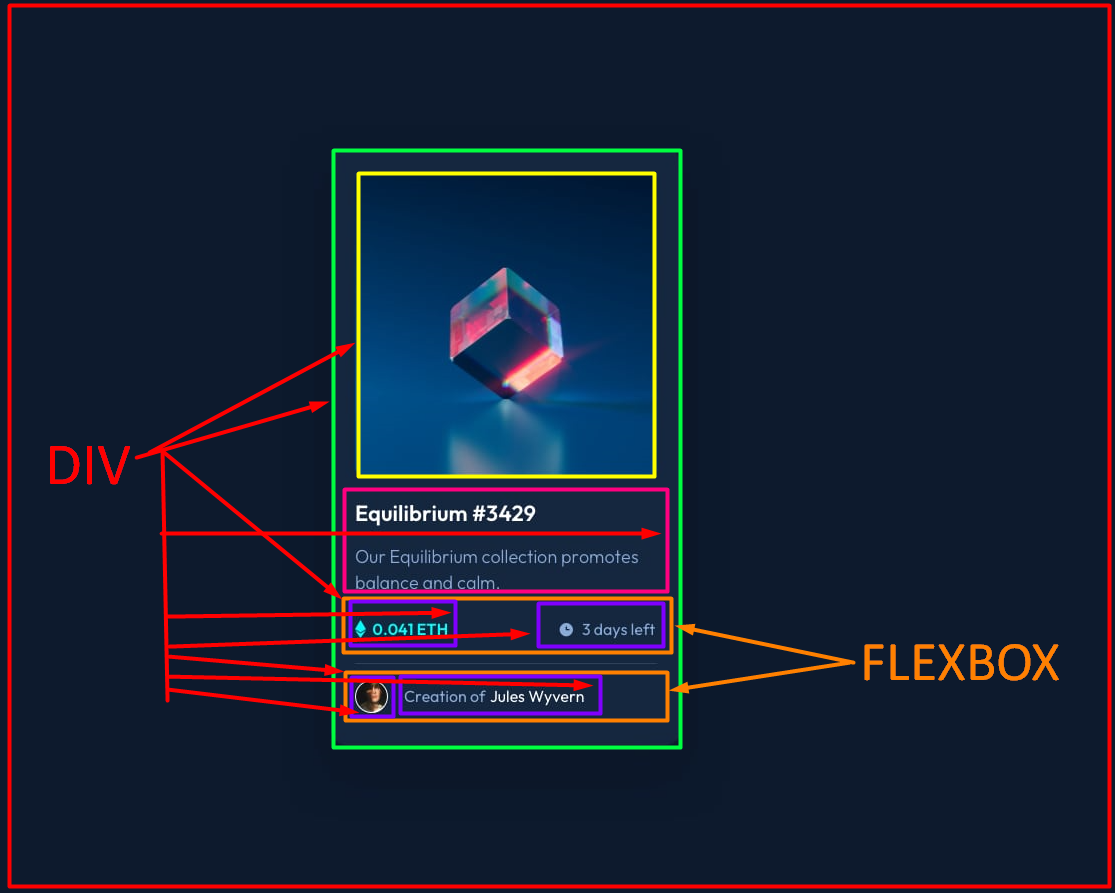 DIV
Equilibrium #3429
Our Equilibrium collection promotes
balance and calm.
0.041 ETH
3 days left
FLEXBOX
Creation of Jules Wyvern